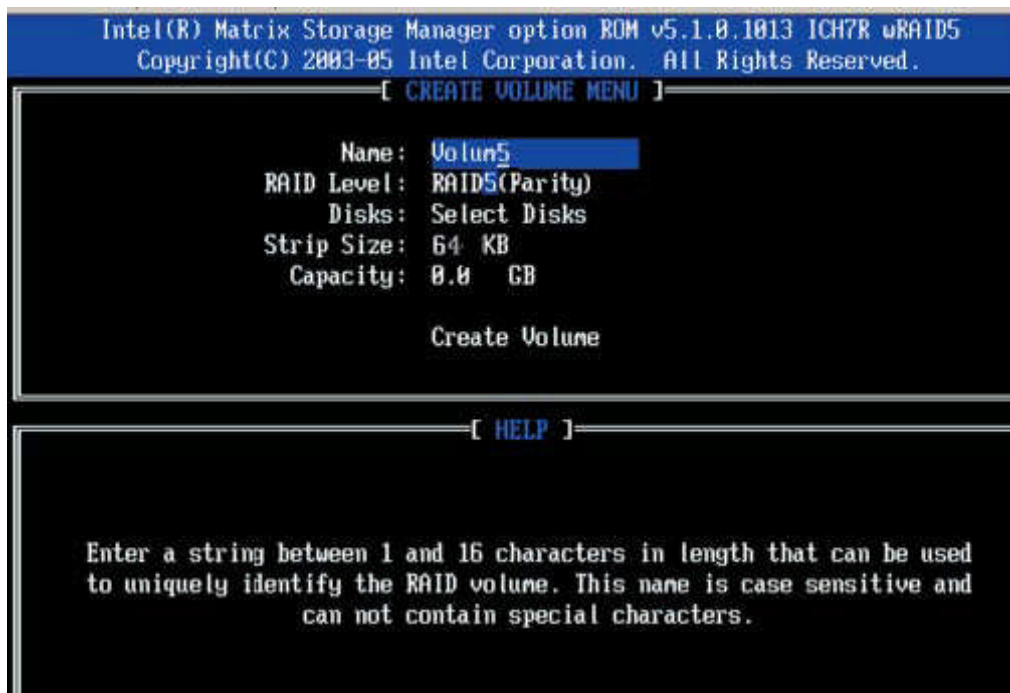 Intel(R) Matrix Storage Manager option ROM v5.1.0.1013 ICH7R wRAID5
Copyright(C) 2003-05 Intel Corporation. All Rights Reserved.
[ CREATE VOLUME MENU ]
Name: Volum5
RAID Level: RAID5(Parity)
Disks: Select Disks
Strip Size: 64 KB
Capacity: 0.0 GB
Create Volume
[ HELP ]
Enter a string between 1 and 16 characters in length that can be used
to uniquely identify the RAID volume. This name is case sensitive and
can not contain special characters.